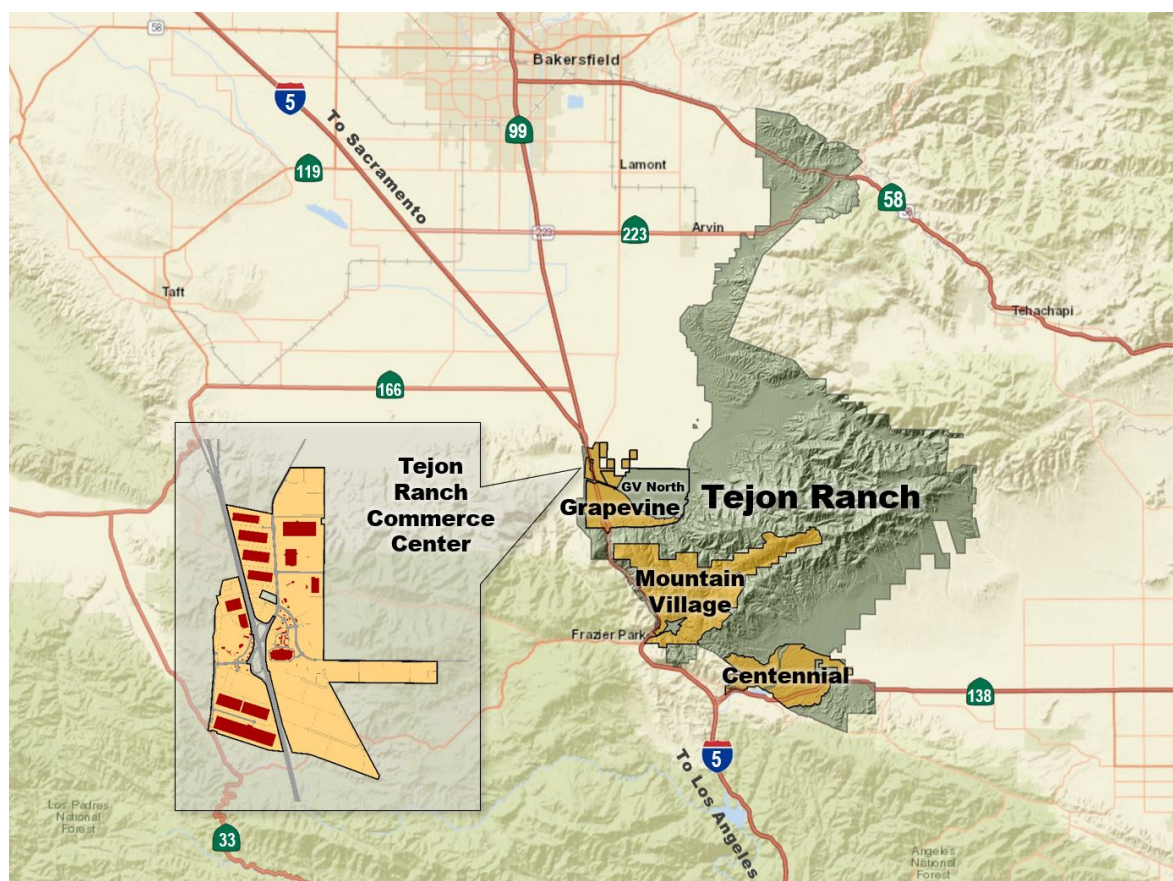 58
Bakersfield
5
To Sacramento
99
119
Lamont
58
58
223
223
Arvin
Taft
Tehachapi
166
Tejon
Ranch
Commerce
Center
GV North
Grapevine
Tejon Ranch
Mountain
Village
Frazier Park
Centennial
138
5
To Los Angeles
Los Padres
National
Forest
33
Angeles
National
Forest